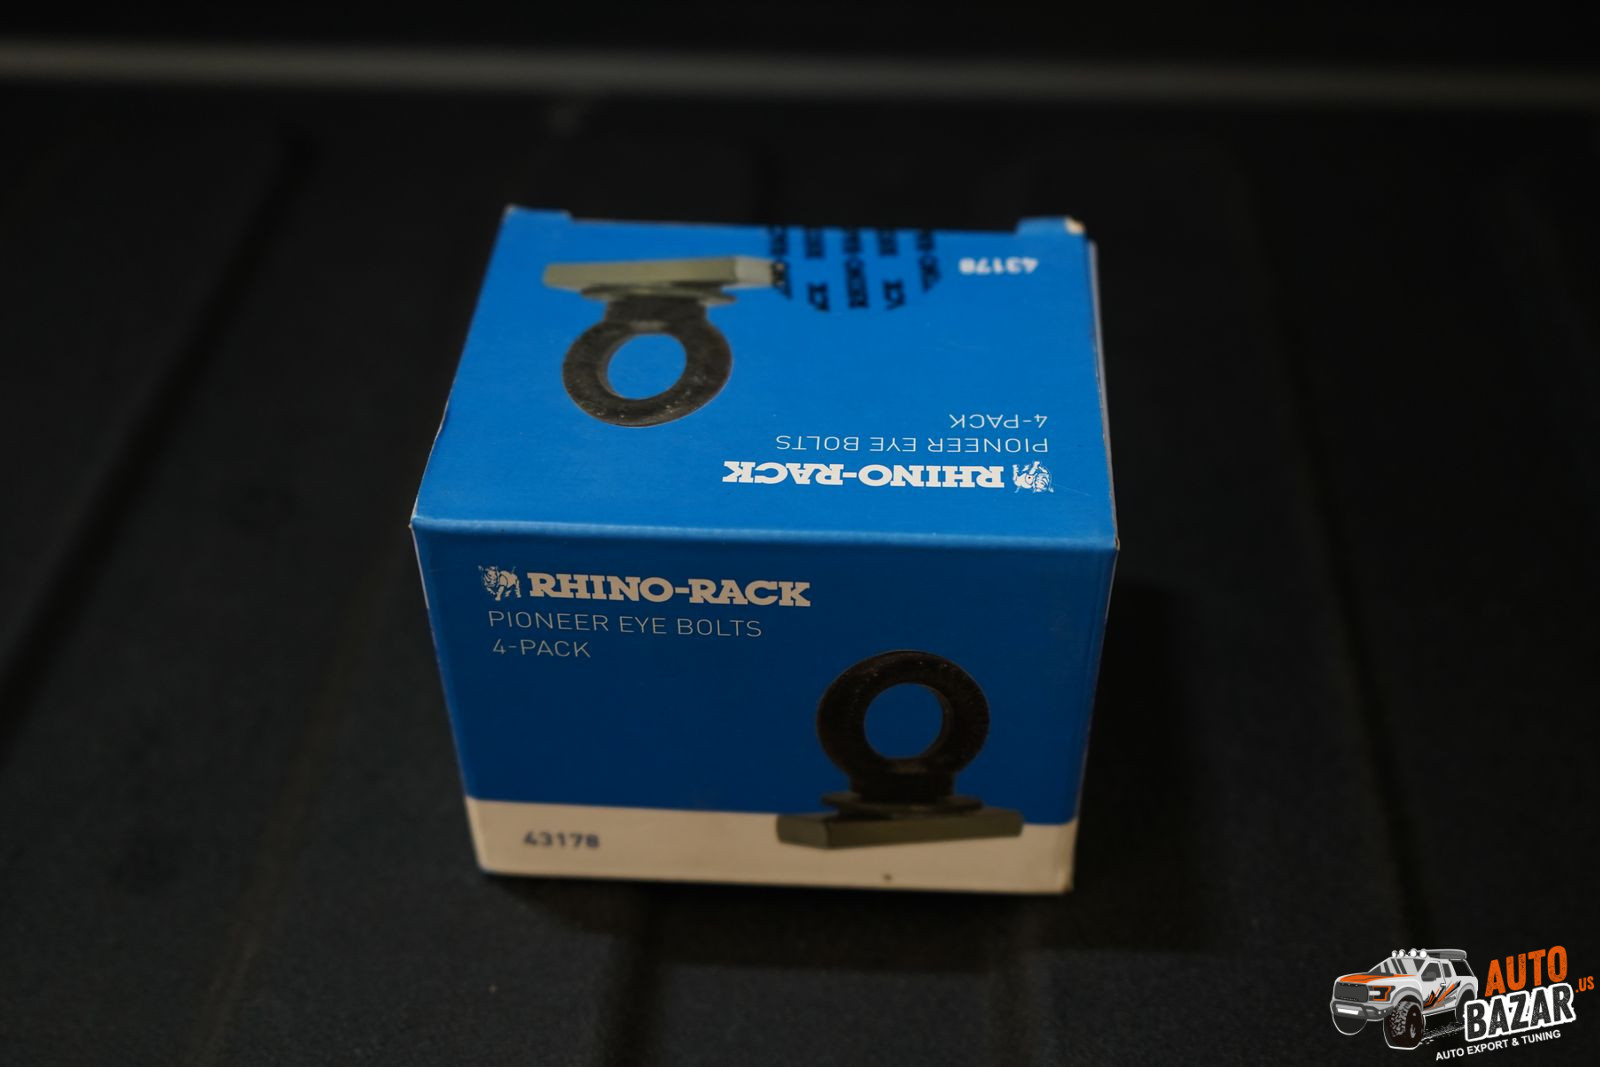 43178
4-PACK
PIONEER EYE BOLTS
RHINO-RACK
RHINO-RACK
PIONEER EYE BOLTS
4-PACK
43178
AUTO
BAZAR.US
AUTO EXPORT & TUNING